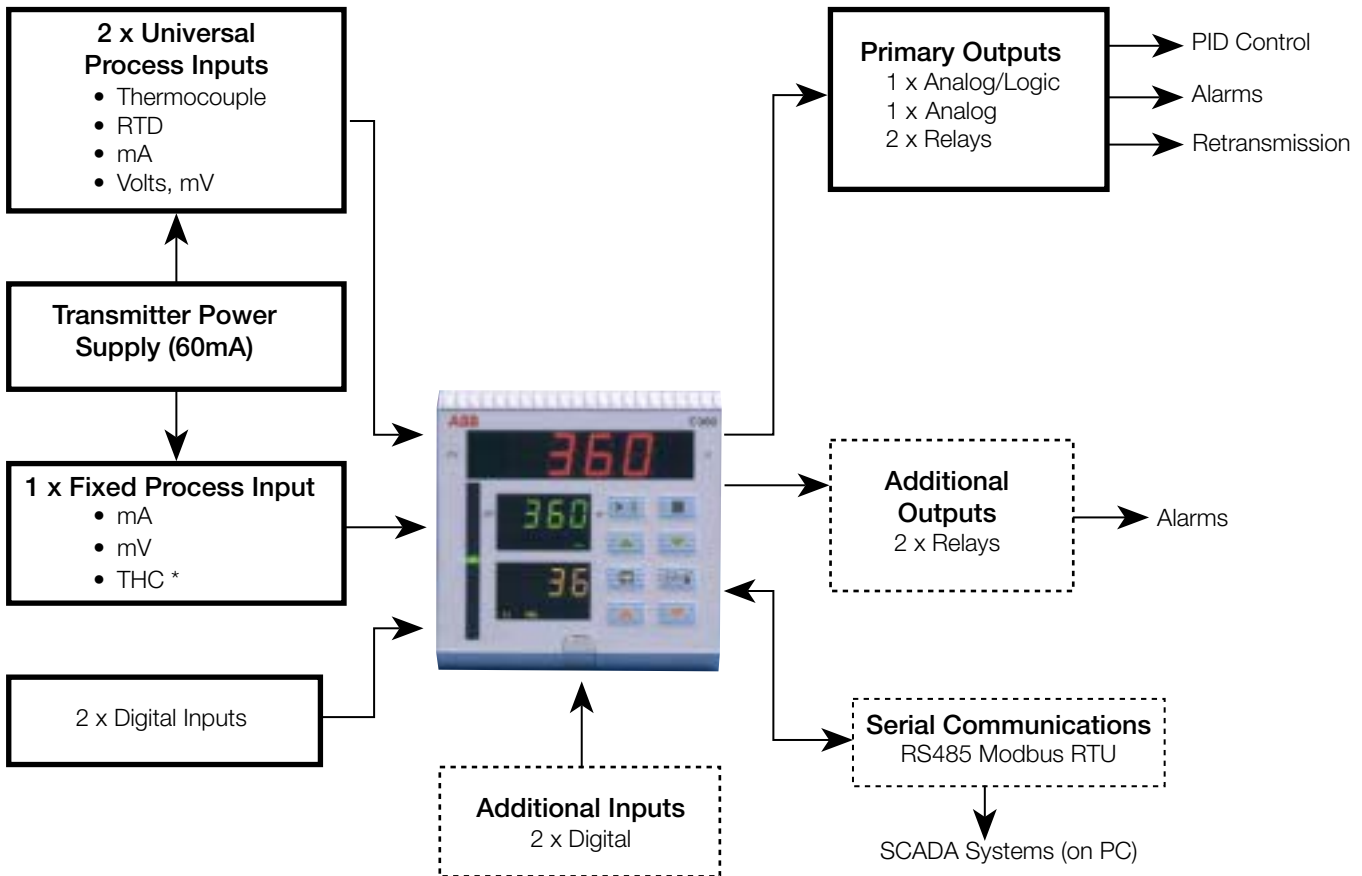 2 x Universal
Process Inputs
• Thermocouple
• RTD
• mA
• Volts, mV
Transmitter Power
Supply (60mA)
1 x Fixed Process Input
• mA
• mV
• THC *
2 x Digital Inputs
ABB
C360
360
360
36
Additional Inputs
2 x Digital
Primary Outputs
1 x Analog/Logic
1 x Analog
2 x Relays
PID Control
Alarms
Retransmission
Additional
Outputs
2 x Relays
Alarms
Serial Communications
RS485 Modbus RTU
SCADA Systems (on PC)